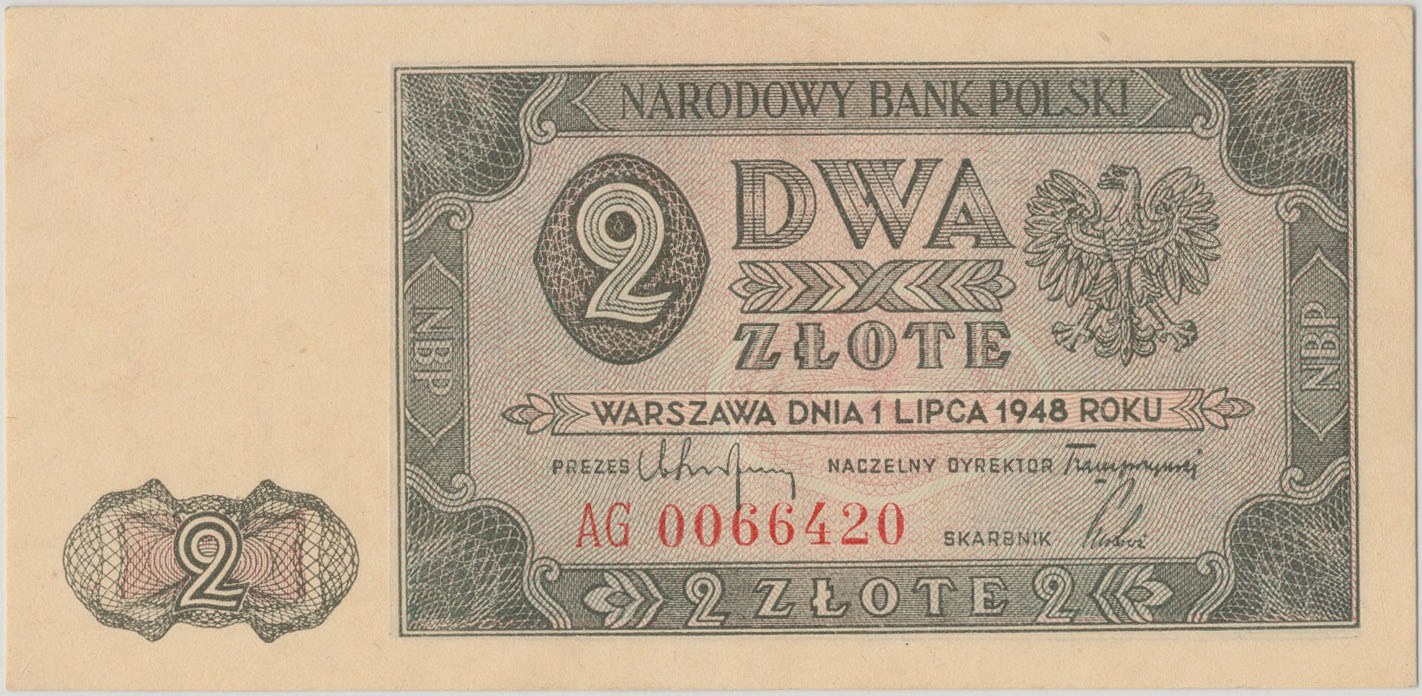 NARODOWY BANK POLSKI
2
DWA
ZŁOTE
NBP
NBP
WARSZAWA DNIA 1 LIPCA 1948 ROKU
PREZES NACZELNY DYREKTOR
AG 0066420
SKARBNIK
2
2 ZŁOTE 2